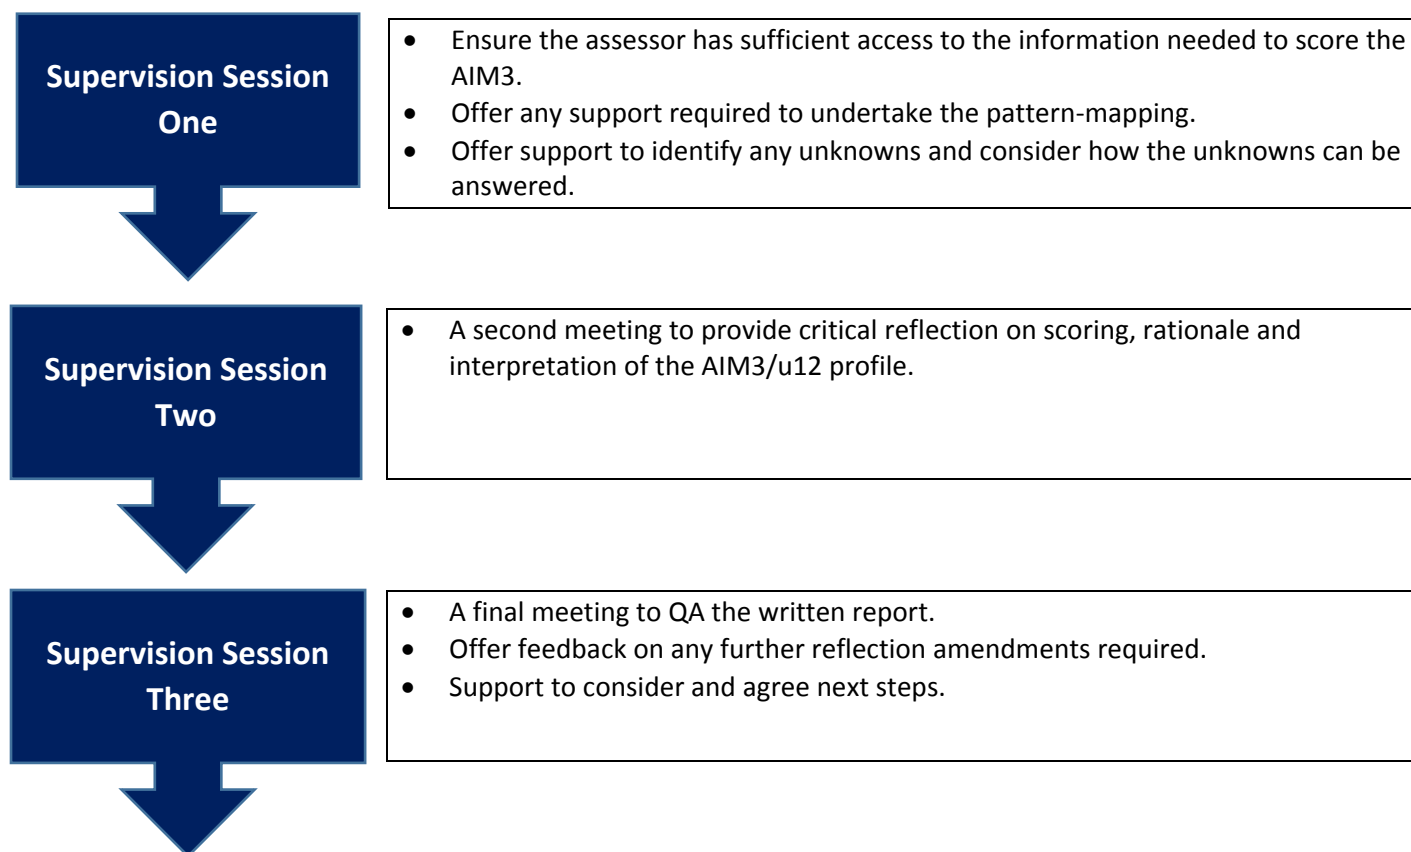 Supervision Session
One
• Ensure the assessor has sufficient access to the information needed to score the
AIM3.
• Offer any support required to undertake the pattern-mapping.
• Offer support to identify any unknowns and consider how the unknowns can be
answered.
Supervision Session
Two
• A second meeting to provide critical reflection on scoring, rationale and
interpretation of the AIM3/u12 profile.
Supervision Session
Three
• A final meeting to QA the written report.
• Offer feedback on any further reflection amendments required.
• Support to consider and agree next steps.